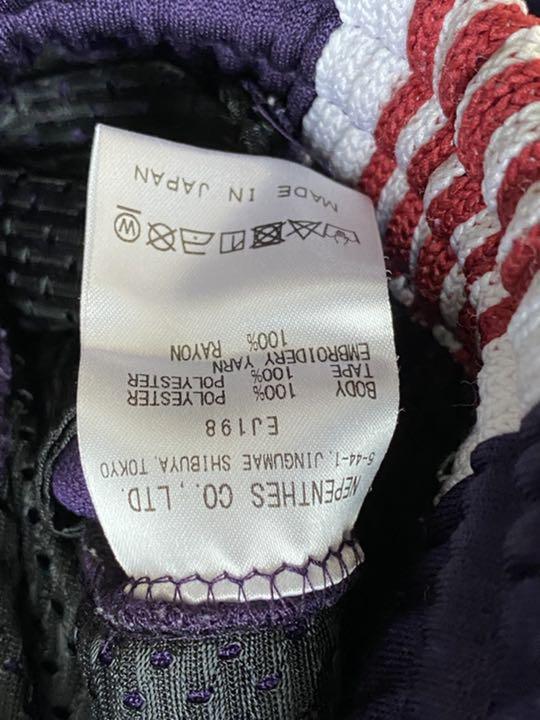 NEPENTHES CO., LTD.
5-44-1, JINGUMAE SHIBUYA, TOKYO
EJ198
BODY 100% POLYESTER
TAPE 100% POLYESTER
EMBROIDERY YARN
100% RAYON
W
MADE IN JAPAN